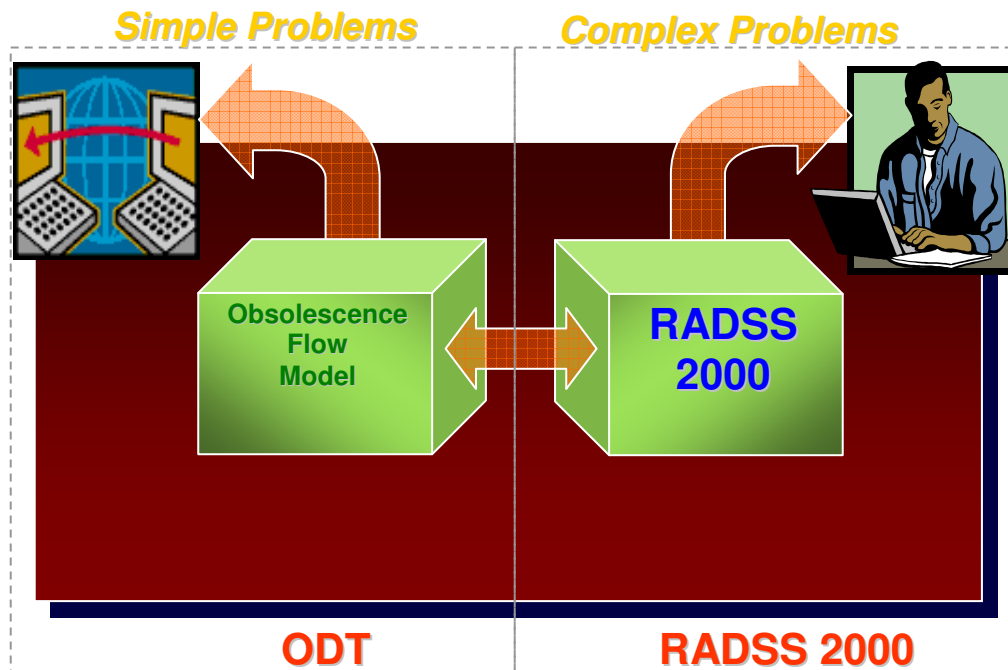 Simple Problems
Complex Problems
Obsolescence
Flow
Model
RADSS
2000
ODT
RADSS 2000